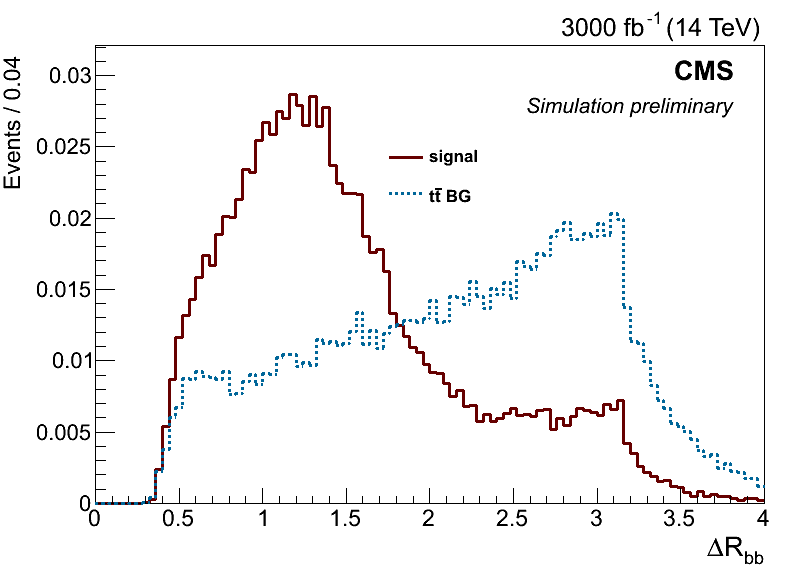 3000 fb⁻¹ (14 TeV)
Events / 0.04
CMS
Simulation preliminary
signal
tt̄ BG
0.03
0.025
0.02
0.015
0.01
0.005
0
0 0.5 1 1.5 2 2.5 3 3.5 4
ΔR_bb